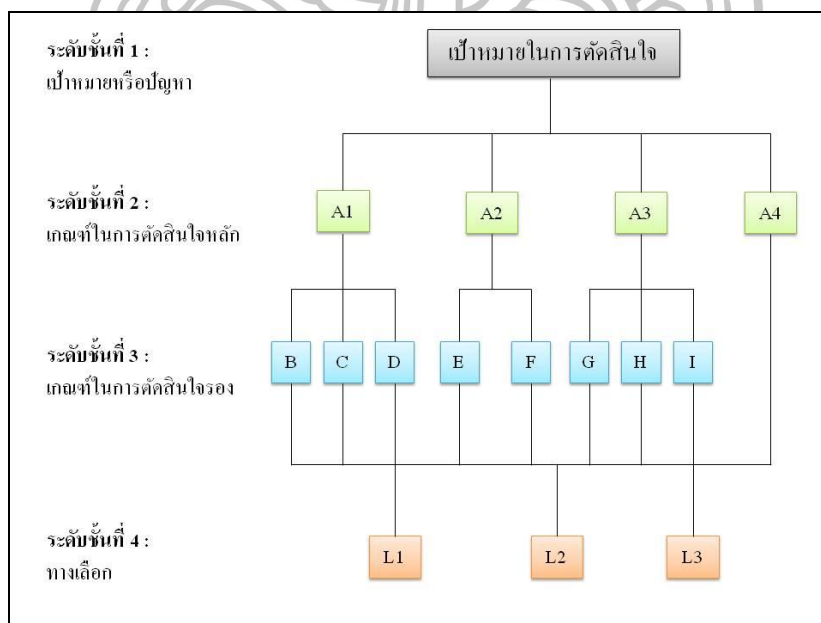 ระดับชั้นที่ 1 :
เป้าหมายหรือปัญหา
เป้าหมายในการตัดสินใจ
ระดับชั้นที่ 2 :
เกณฑ์ในการตัดสินใจหลัก
A1 A2 A3 A4
ระดับชั้นที่ 3 :
เกณฑ์ในการตัดสินใจรอง
B C D E F G H I
ระดับชั้นที่ 4 :
ทางเลือก
L1 L2 L3